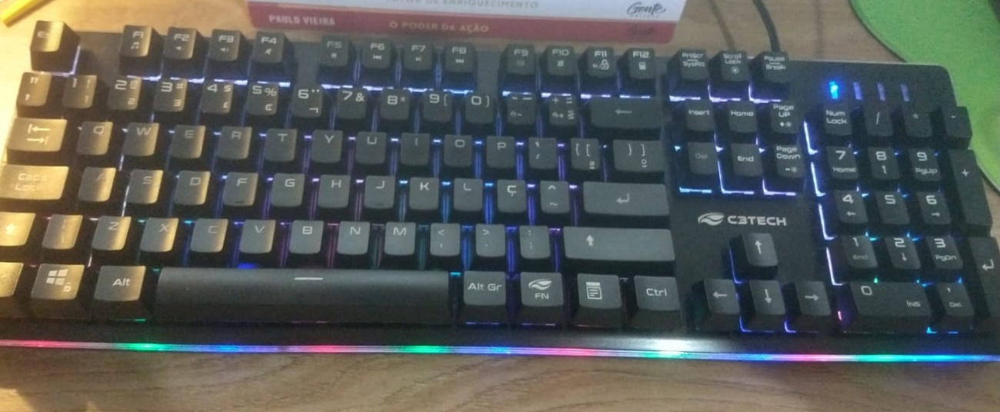 FATOR DE ENRIQUECIMENTO
Gente
PAULO VIEIRA O PODER DA AÇÃO
F1 F2 F3 F4 F5 F6 F7 F8 F9 F10 F11 F12 PrtScr SysRq Scroll Lock Pause Break
" ' 1 ! 2 @ 2 3 # 3 4 $ £ 5 % ¢ 6 ¨ ¬ 7 & 8 * 9 ( 0 ) - + = ← Insert Home Page UP Num Lock / * -
Q W E R T Y U I O P { [ ª } ] º Del End Page Down 7 Home 8 ↑ 9 PgUp +
Caps Lock A S D F G H J K L Ç ^ ~ ↵ 4 ← 5 6 →
C3TECH
Z X C V B N M < , > . : ; ↑ 1 End 2 ↓ 3 PgDn
Alt Alt Gr FN Ctrl ← ↓ → 0 Ins , Del ↵